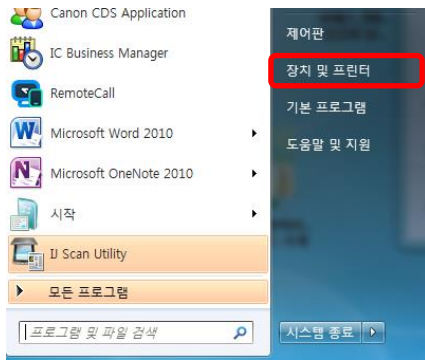 Canon CDS Application
IC Business Manager
RemoteCall
Microsoft Word 2010
Microsoft OneNote 2010
시작
IJ Scan Utility
모든 프로그램
프로그램 및 파일 검색
제어판
장치 및 프린터
기본 프로그램
도움말 및 지원
시스템 종료